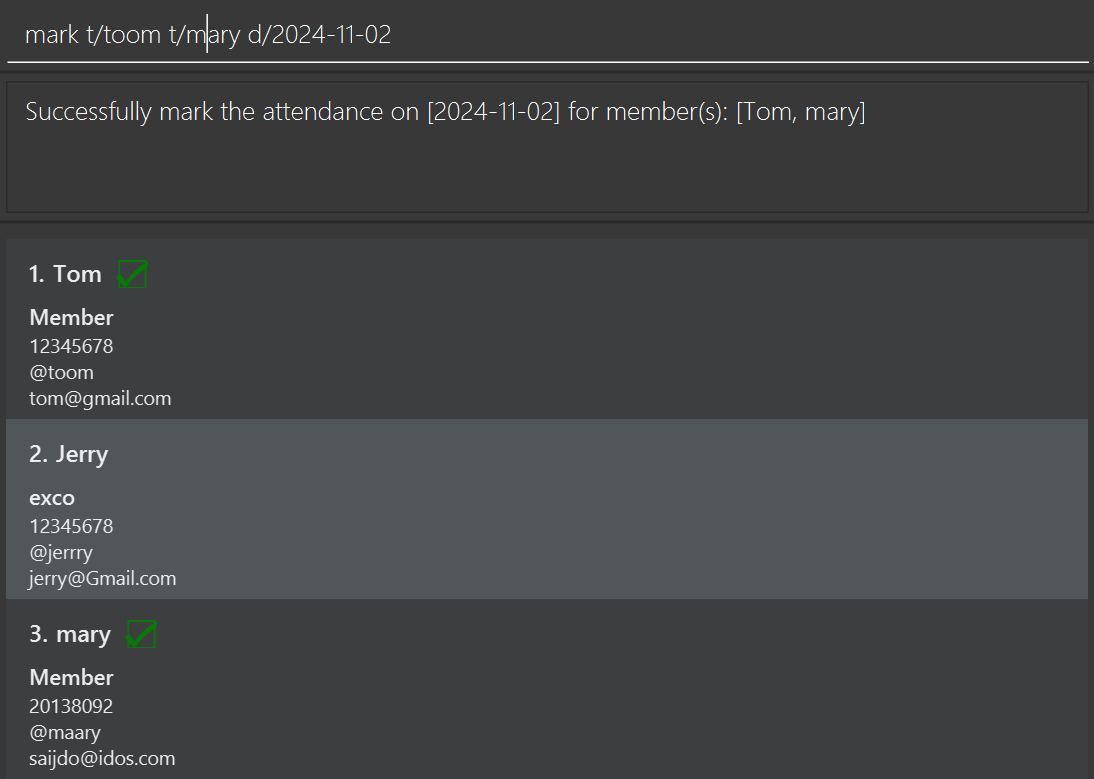 mark t/toom t/mary d/2024-11-02
Successfully mark the attendance on [2024-11-02] for member(s): [Tom, mary]
1. Tom
Member
12345678
@toom
tom@gmail.com
2. Jerry
exco
12345678
@jerrry
jerry@Gmail.com
3. mary
Member
20138092
@maary
saijdo@idos.com